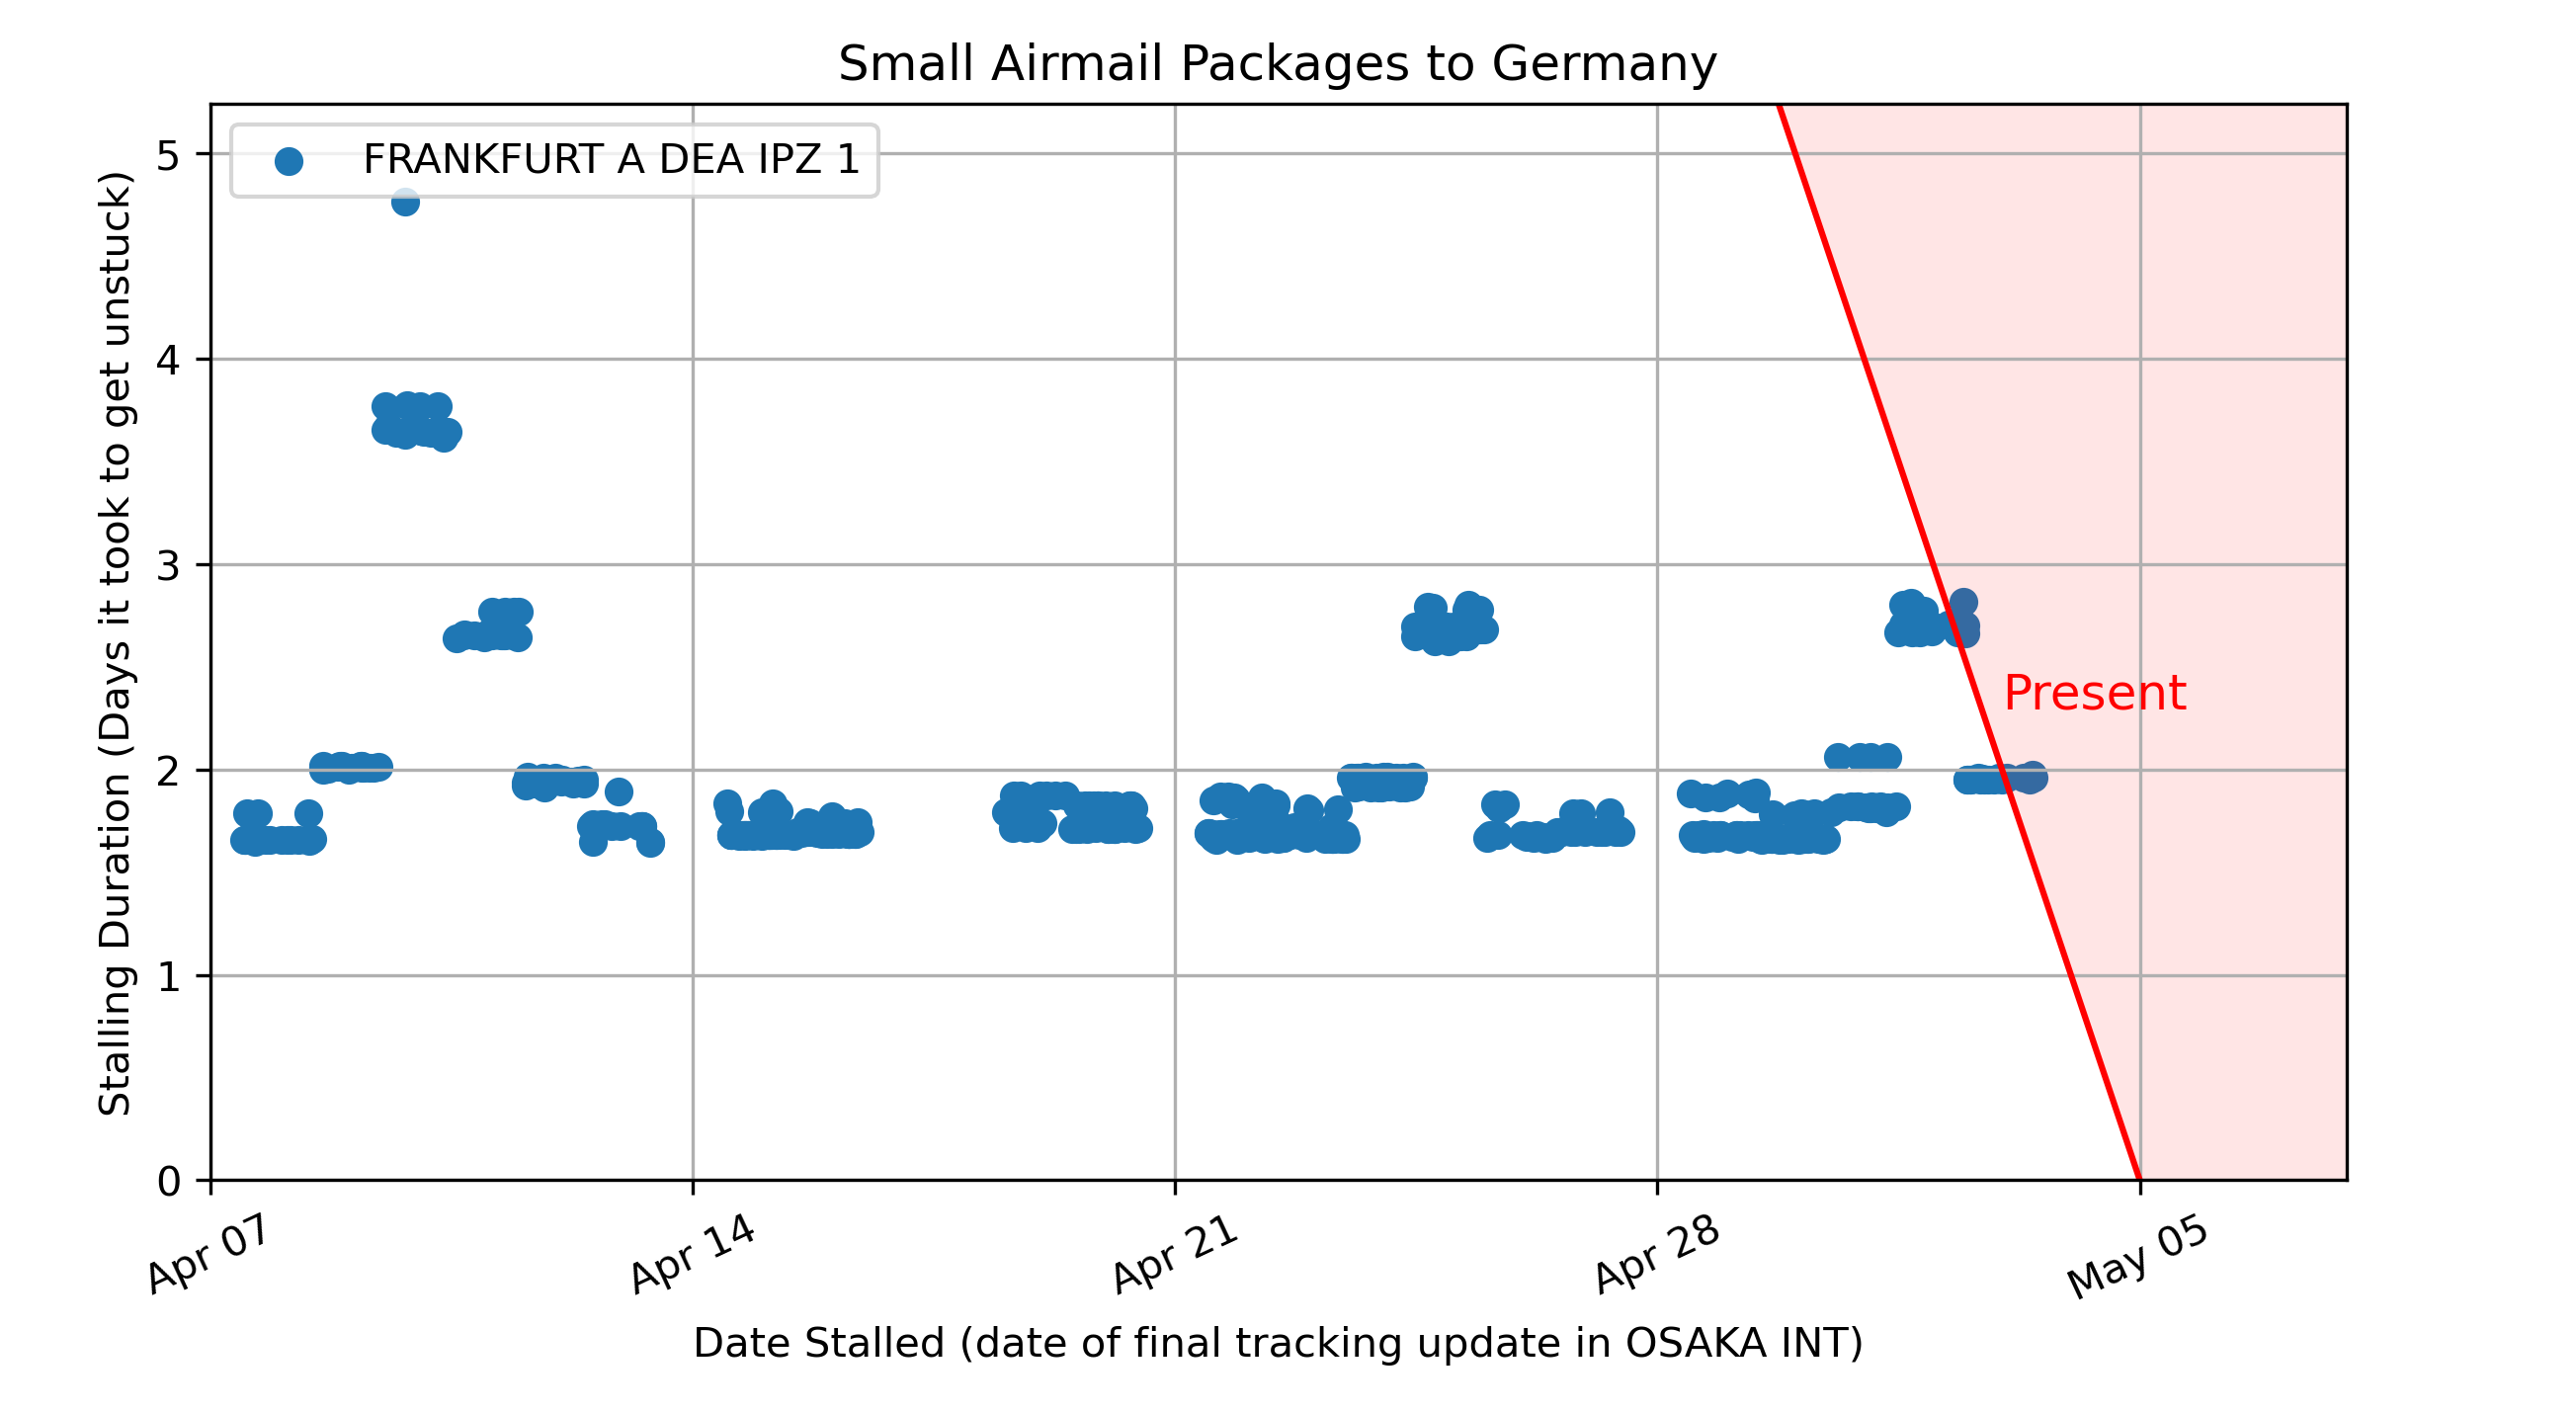 Small Airmail Packages to Germany
FRANKFURT A DEA IPZ 1
Stalling Duration (Days it took to get unstuck)
5
4
3
2
1
0
Present
Apr 07
Apr 14
Apr 21
Apr 28
May 05
Date Stalled (date of final tracking update in OSAKA INT)